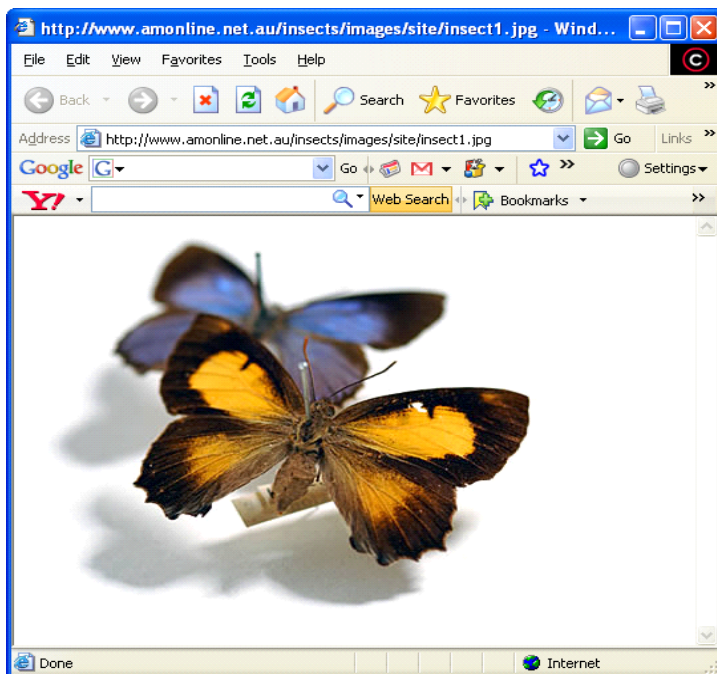 http://www.amonline.net.au/insects/images/site/insect1.jpg - Wind...
File Edit View Favorites Tools Help
C
Back Search Favorites »
Address http://www.amonline.net.au/insects/images/site/insect1.jpg Go Links »
Google G Go » Settings
Y! Web Search Bookmarks »
Done Internet